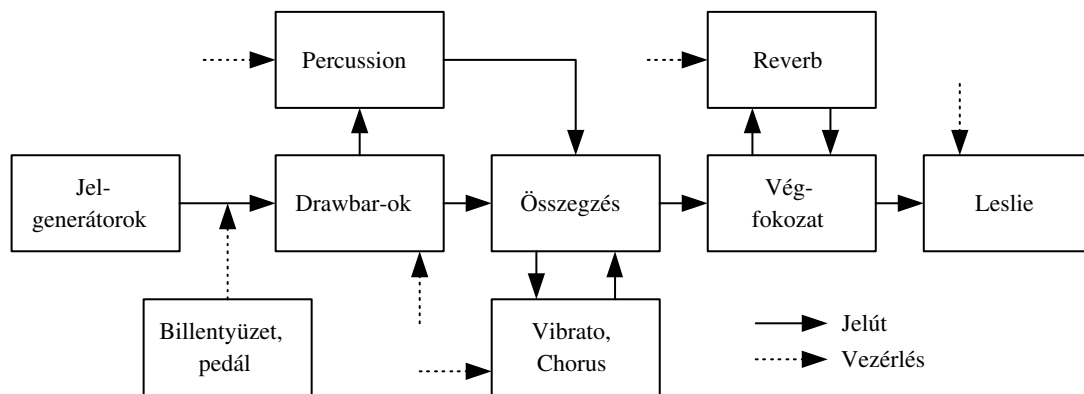 Percussion
Reverb
Jel-
generátorok
Drawbar-ok
Összegzés
Vég-
fokozat
Leslie
Billentyüzet,
pedál
Vibrato,
Chorus
Jelút
Vezérlés